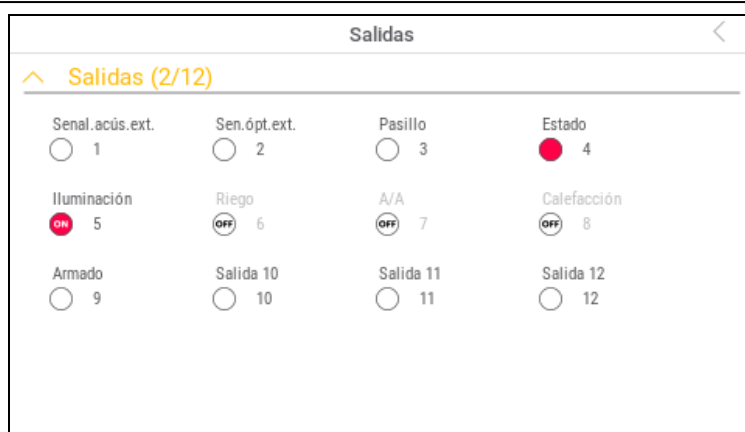 Salidas
Salidas (2/12)
Senal.acús.ext. Sen.ópt.ext. Pasillo Estado
1 2 3 4
Iluminación Riego A/A Calefacción
ON 5 OFF 6 OFF 7 OFF 8
Armado Salida 10 Salida 11 Salida 12
9 10 11 12